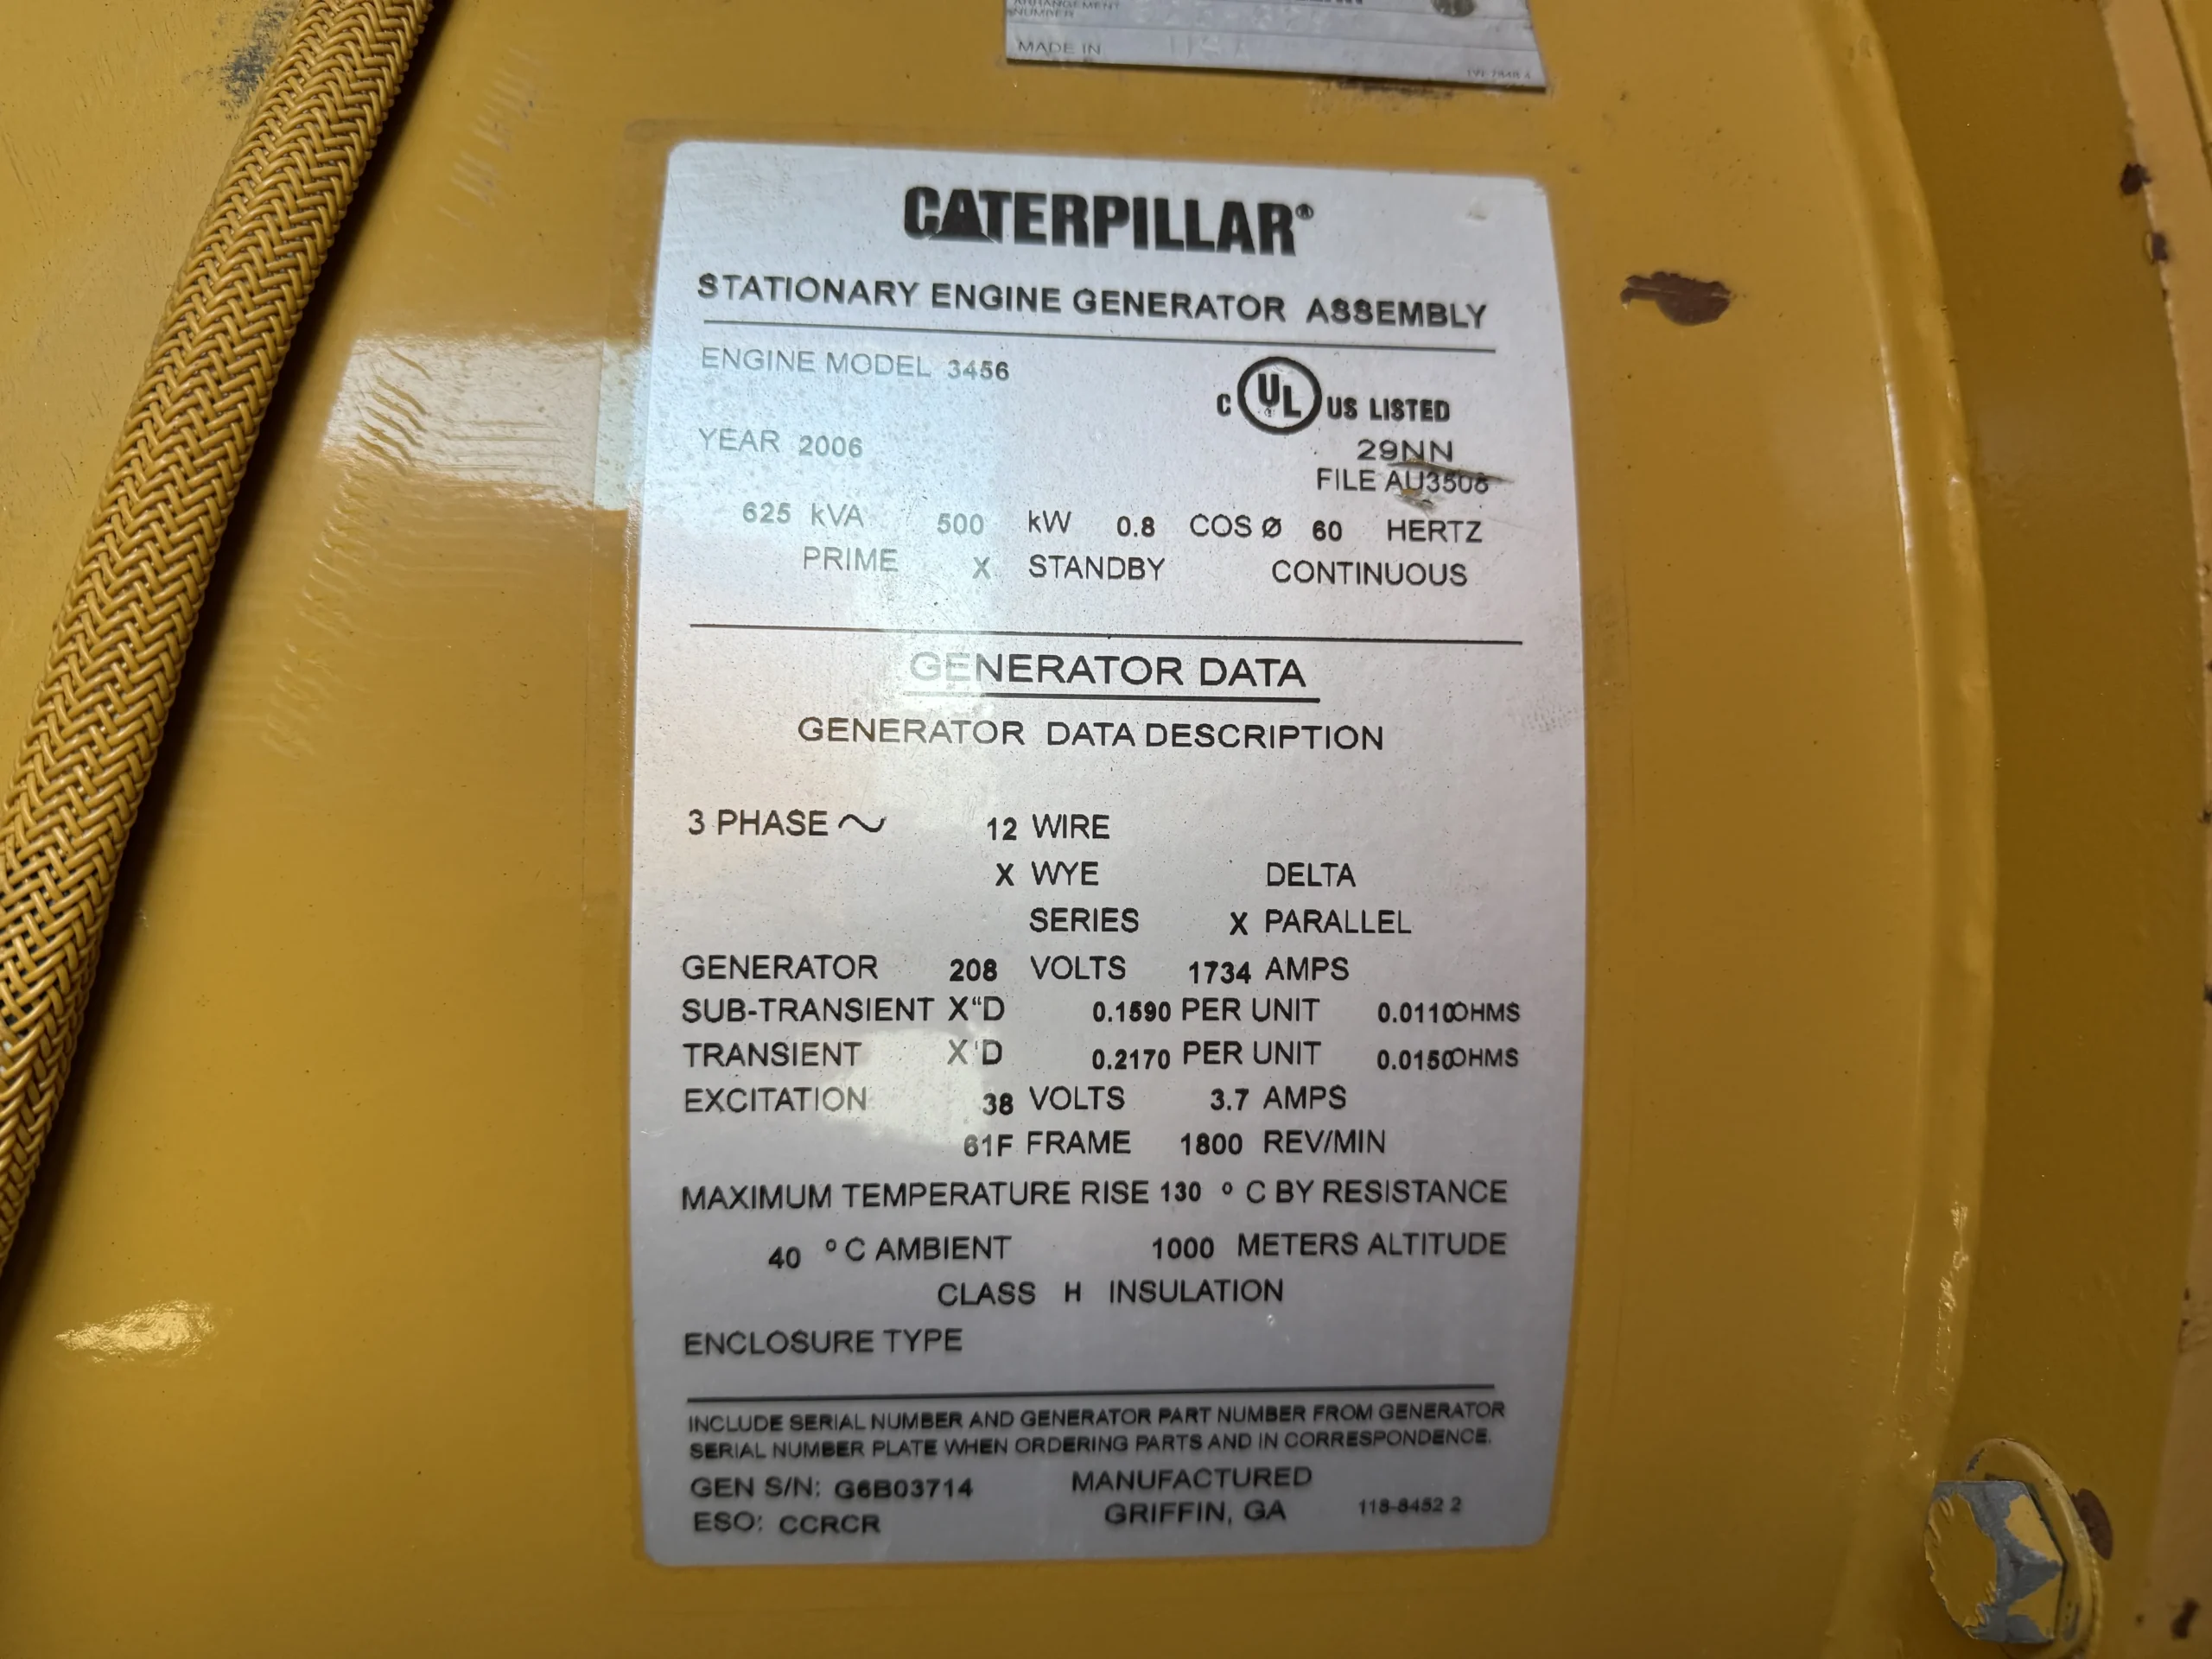 ARRANGEMENT
NUMBER
MADE IN
CATERPILLAR®
STATIONARY ENGINE GENERATOR ASSEMBLY
ENGINE MODEL 3456
C UL ® US LISTED
YEAR 2006
29NN
FILE AU3508
625 kVA 500 kW 0.8 COS Ø 60 HERTZ
PRIME X STANDBY CONTINUOUS
GENERATOR DATA
GENERATOR DATA DESCRIPTION
3 PHASE ~ 12 WIRE
X WYE DELTA
SERIES X PARALLEL
GENERATOR 208 VOLTS 1734 AMPS
SUB-TRANSIENT X"D 0.1590 PER UNIT 0.0110 OHMS
TRANSIENT X'D 0.2170 PER UNIT 0.0150 OHMS
EXCITATION 38 VOLTS 3.7 AMPS
61F FRAME 1800 REV/MIN
MAXIMUM TEMPERATURE RISE 130 ° C BY RESISTANCE
40 ° C AMBIENT 1000 METERS ALTITUDE
CLASS H INSULATION
ENCLOSURE TYPE
INCLUDE SERIAL NUMBER AND GENERATOR PART NUMBER FROM GENERATOR
SERIAL NUMBER PLATE WHEN ORDERING PARTS AND IN CORRESPONDENCE.
GEN S/N: G6B03714 MANUFACTURED
ESO: CCRCR GRIFFIN, GA 118-8452 2